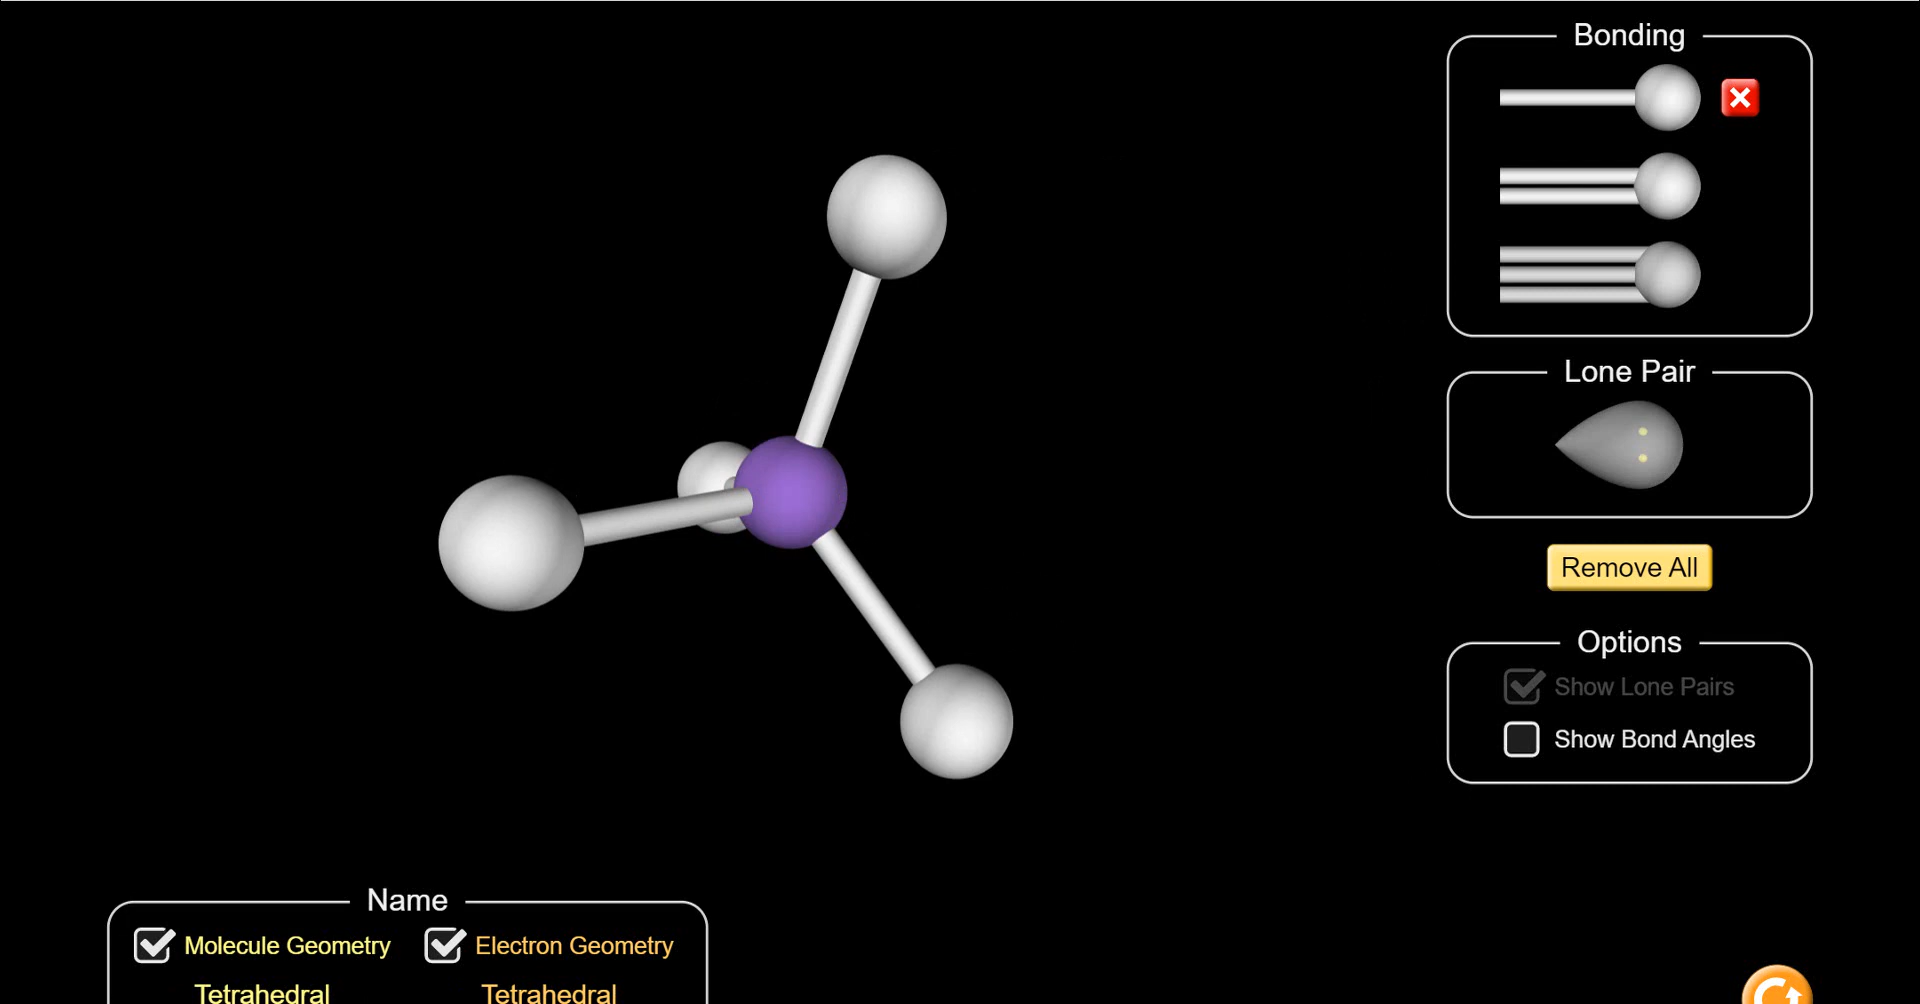 Bonding
Lone Pair
Remove All
Options
Show Lone Pairs
Show Bond Angles
Name
Molecule Geometry Electron Geometry
Tetrahedral Tetrahedral